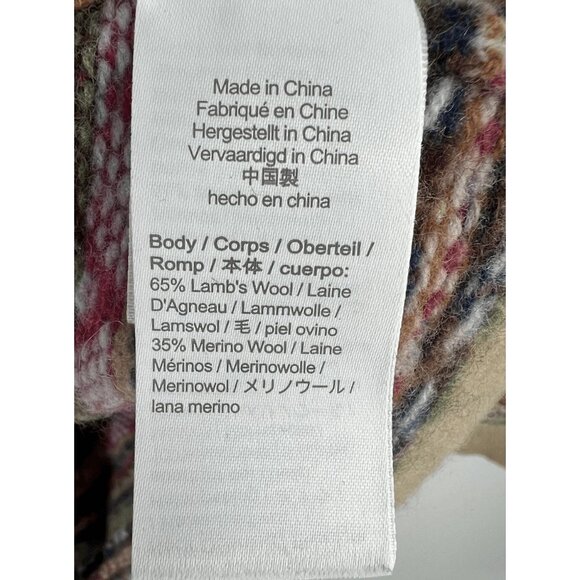 Made in China
Fabriqué en Chine
Hergestellt in China
Vervaardigd in China
中国製
hecho en china
Body / Corps / Oberteil /
Romp / 本体 / cuerpo:
65% Lamb's Wool / Laine
D'Agneau / Lammwolle /
Lamswol / 毛 / piel ovino
35% Merino Wool / Laine
Mérinos / Merinowolle /
Merinowol / メリノウール /
lana merino